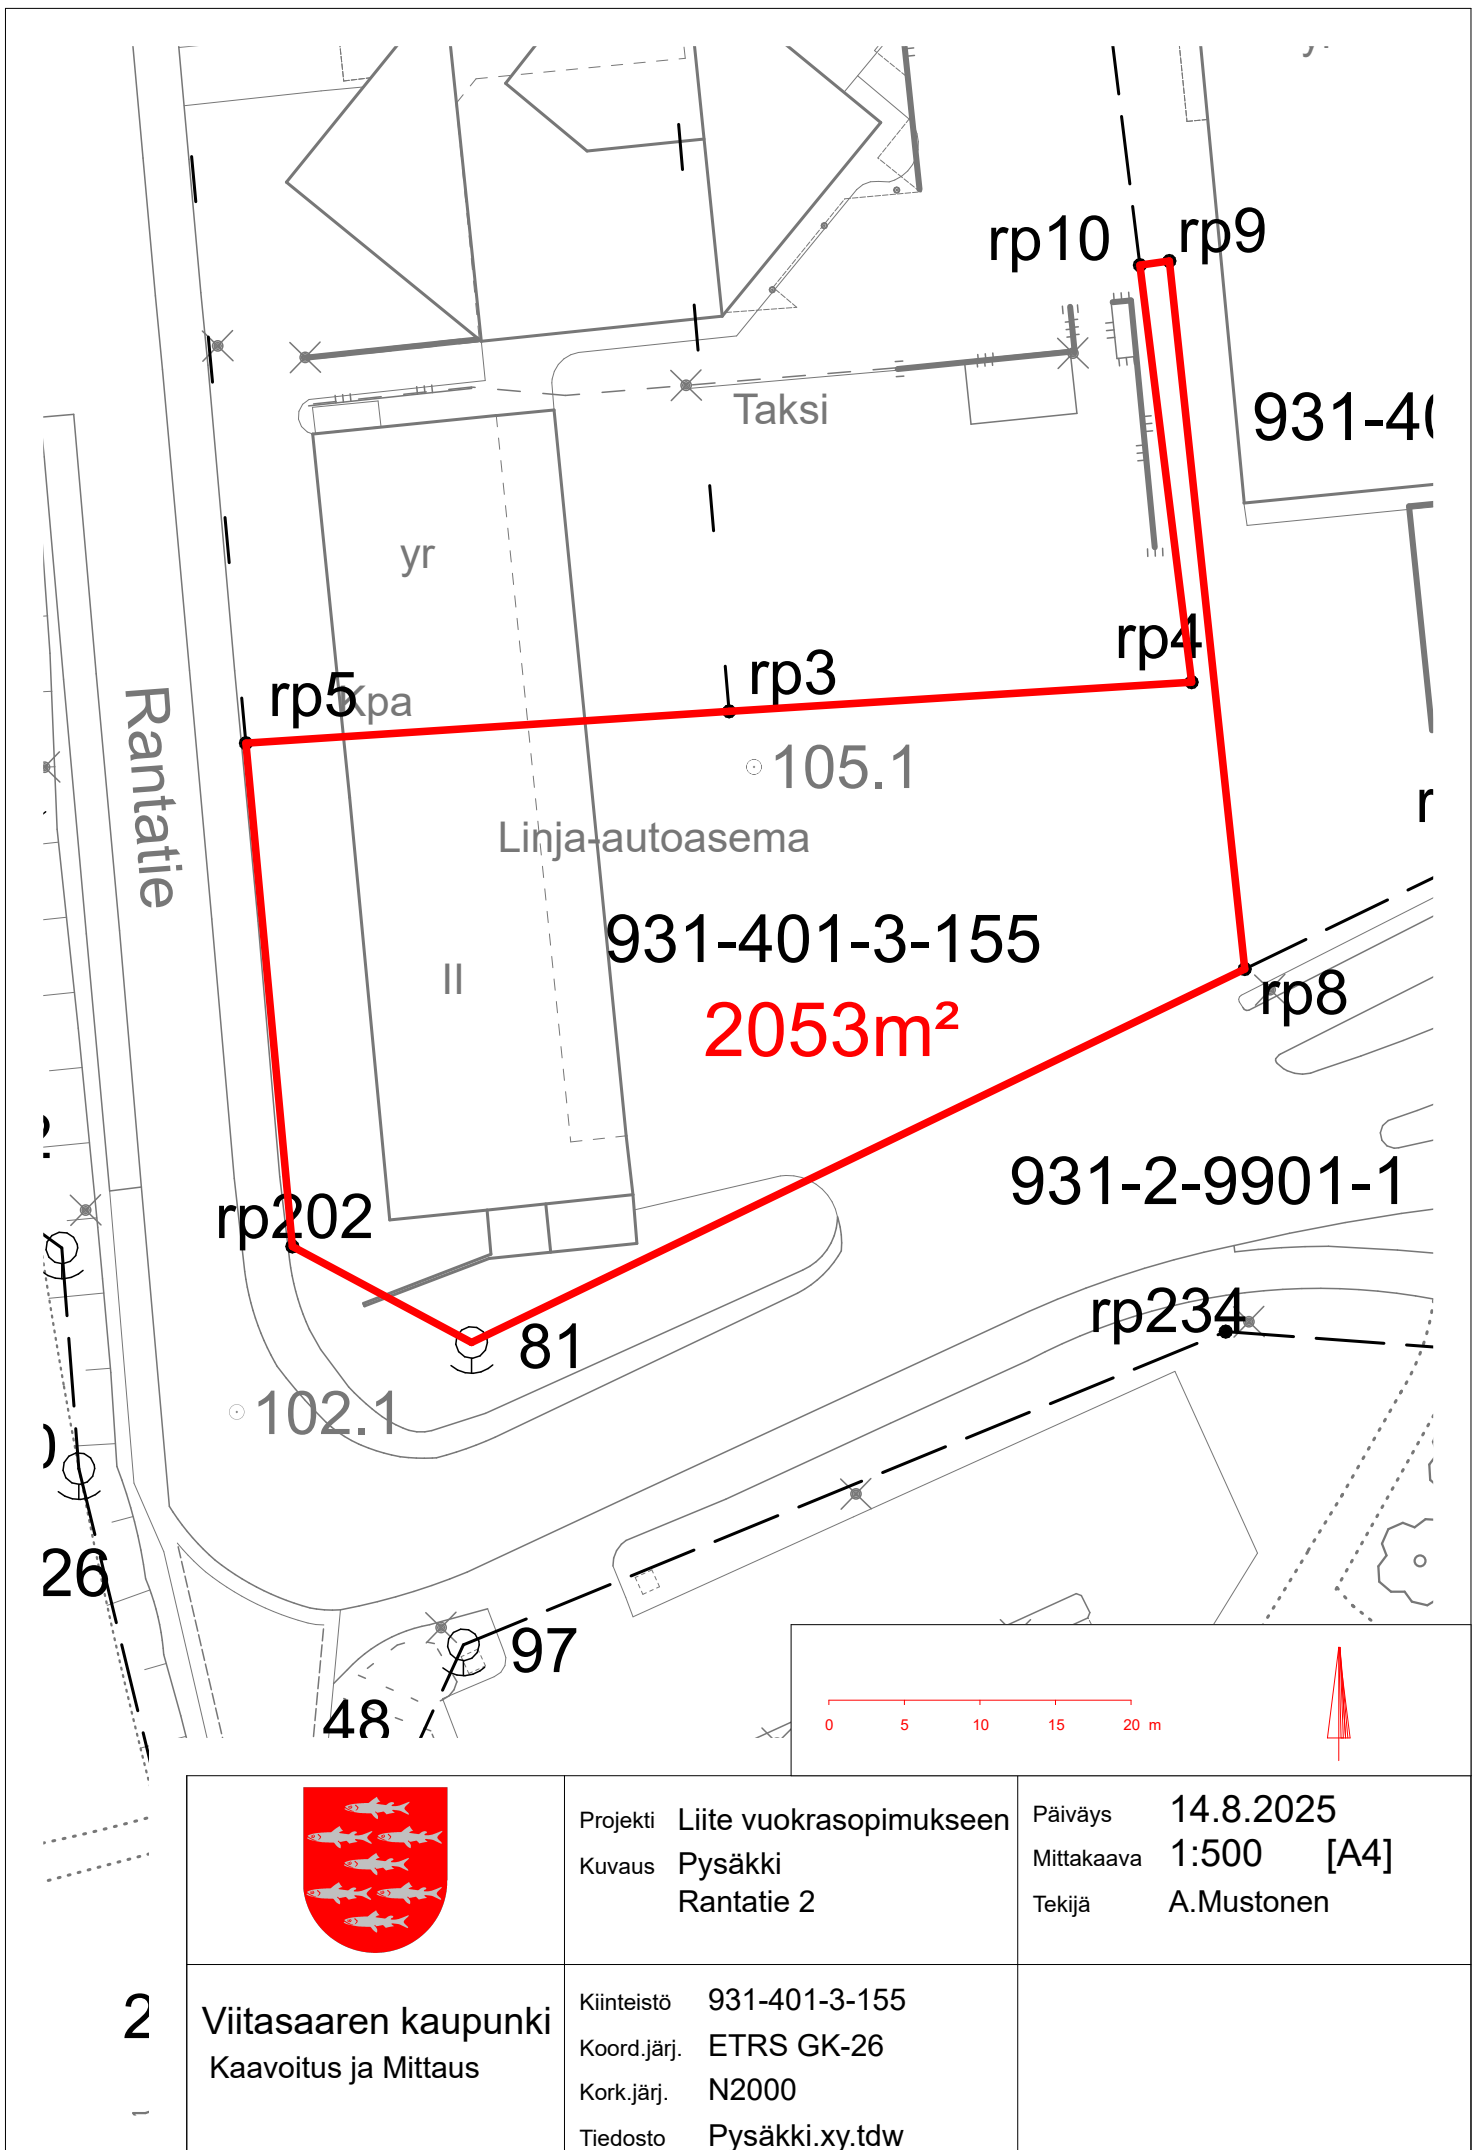 rp10
rp9
Taksi
931-40
yr
rp5
Kpa
rp3
rp4
Rantatie
105.1
Linja-autoasema
931-401-3-155
2053m²
II
rp8
931-2-9901-1
rp202
rp234
81
102.1
26
97
48
0 5 10 15 20 m
Projekti Liite vuokrasopimukseen
Kuvaus Pysäkki
Rantatie 2
Päiväys 14.8.2025
Mittakaava 1:500 [A4]
Tekijä A.Mustonen
2
Viitasaaren kaupunki
Kaavoitus ja Mittaus
Kiinteistö 931-401-3-155
Koord.järj. ETRS GK-26
Kork.järj. N2000
Tiedosto Pysäkki.xy.tdw